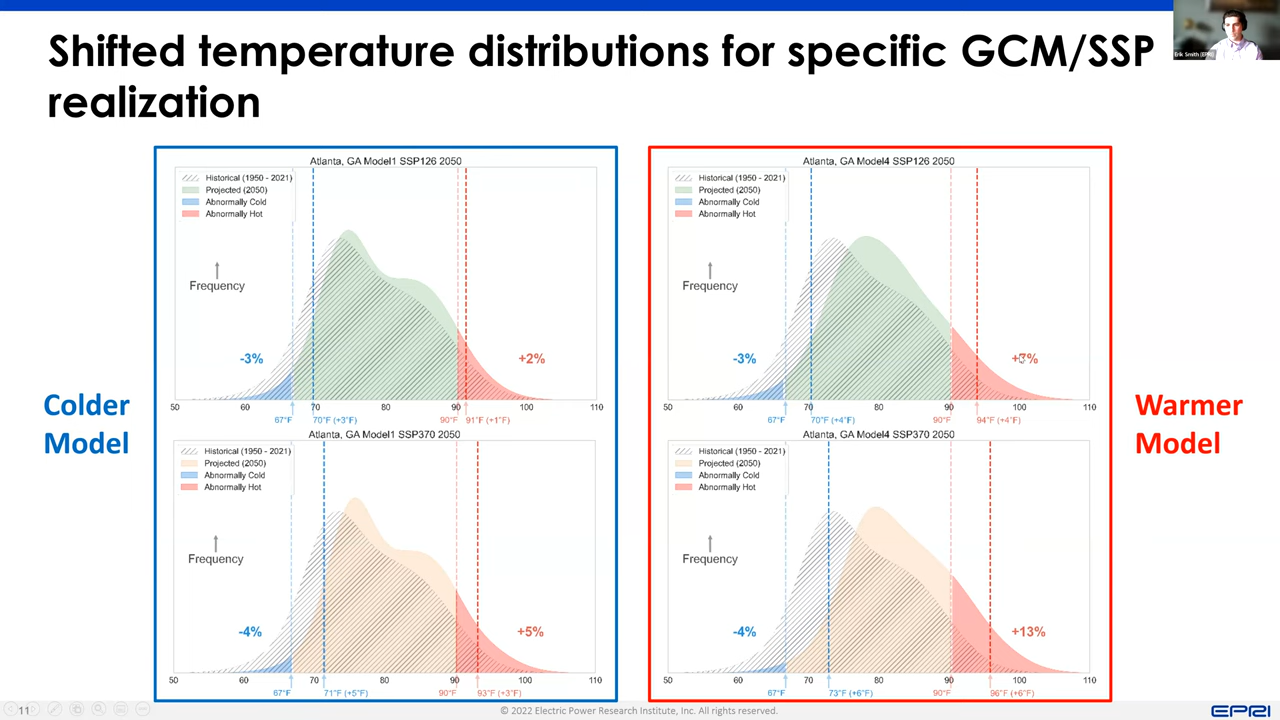 Shifted temperature distributions for specific GCM/SSP
realization
Erik Smith (EPRI)
Colder
Model
Atlanta, GA Model1 SSP126 2050
Historical (1950 - 2021)
Projected (2050)
Abnormally Cold
Abnormally Hot
Frequency
-3%
+2%
50 60 70 80 90 100 110
67°F 70°F (+3°F) 90°F 91°F (+1°F)
Atlanta, GA Model1 SSP370 2050
Historical (1950 - 2021)
Projected (2050)
Abnormally Cold
Abnormally Hot
Frequency
-4%
+5%
50 60 70 80 90 100 110
67°F 71°F (+5°F) 90°F 93°F (+3°F)
Atlanta, GA Model4 SSP126 2050
Historical (1950 - 2021)
Projected (2050)
Abnormally Cold
Abnormally Hot
Frequency
-3%
+7%
50 60 70 80 90 100 110
67°F 70°F (+4°F) 90°F 94°F (+4°F)
Atlanta, GA Model4 SSP370 2050
Historical (1950 - 2021)
Projected (2050)
Abnormally Cold
Abnormally Hot
Frequency
-4%
+13%
50 60 70 80 90 100 110
67°F 73°F (+6°F) 90°F 96°F (+6°F)
Warmer
Model
11
© 2022 Electric Power Research Institute, Inc. All rights reserved.
EPRI